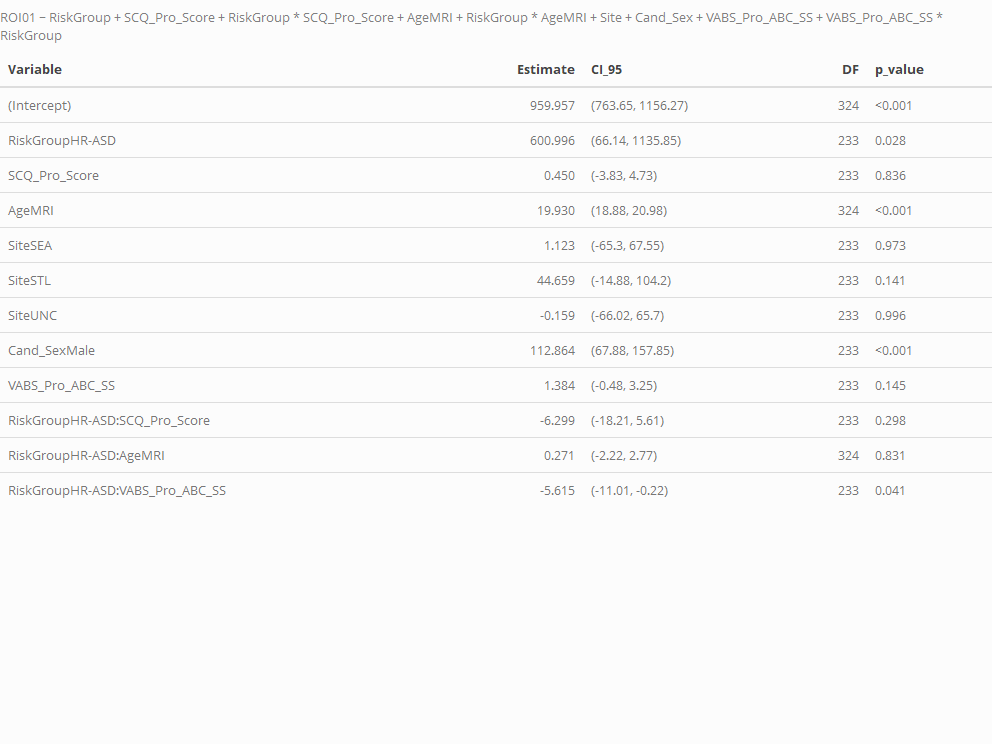 ROI01 ~ RiskGroup + SCQ_Pro_Score + RiskGroup * SCQ_Pro_Score + AgeMRI + RiskGroup * AgeMRI + Site + Cand_Sex + VABS_Pro_ABC_SS + VABS_Pro_ABC_SS *
RiskGroup
Variable Estimate CI_95 DF p_value
(Intercept) 959.957 (763.65, 1156.27) 324 <0.001
RiskGroupHR-ASD 600.996 (66.14, 1135.85) 233 0.028
SCQ_Pro_Score 0.450 (-3.83, 4.73) 233 0.836
AgeMRI 19.930 (18.88, 20.98) 324 <0.001
SiteSEA 1.123 (-65.3, 67.55) 233 0.973
SiteSTL 44.659 (-14.88, 104.2) 233 0.141
SiteUNC -0.159 (-66.02, 65.7) 233 0.996
Cand_SexMale 112.864 (67.88, 157.85) 233 <0.001
VABS_Pro_ABC_SS 1.384 (-0.48, 3.25) 233 0.145
RiskGroupHR-ASD:SCQ_Pro_Score -6.299 (-18.21, 5.61) 233 0.298
RiskGroupHR-ASD:AgeMRI 0.271 (-2.22, 2.77) 324 0.831
RiskGroupHR-ASD:VABS_Pro_ABC_SS -5.615 (-11.01, -0.22) 233 0.041